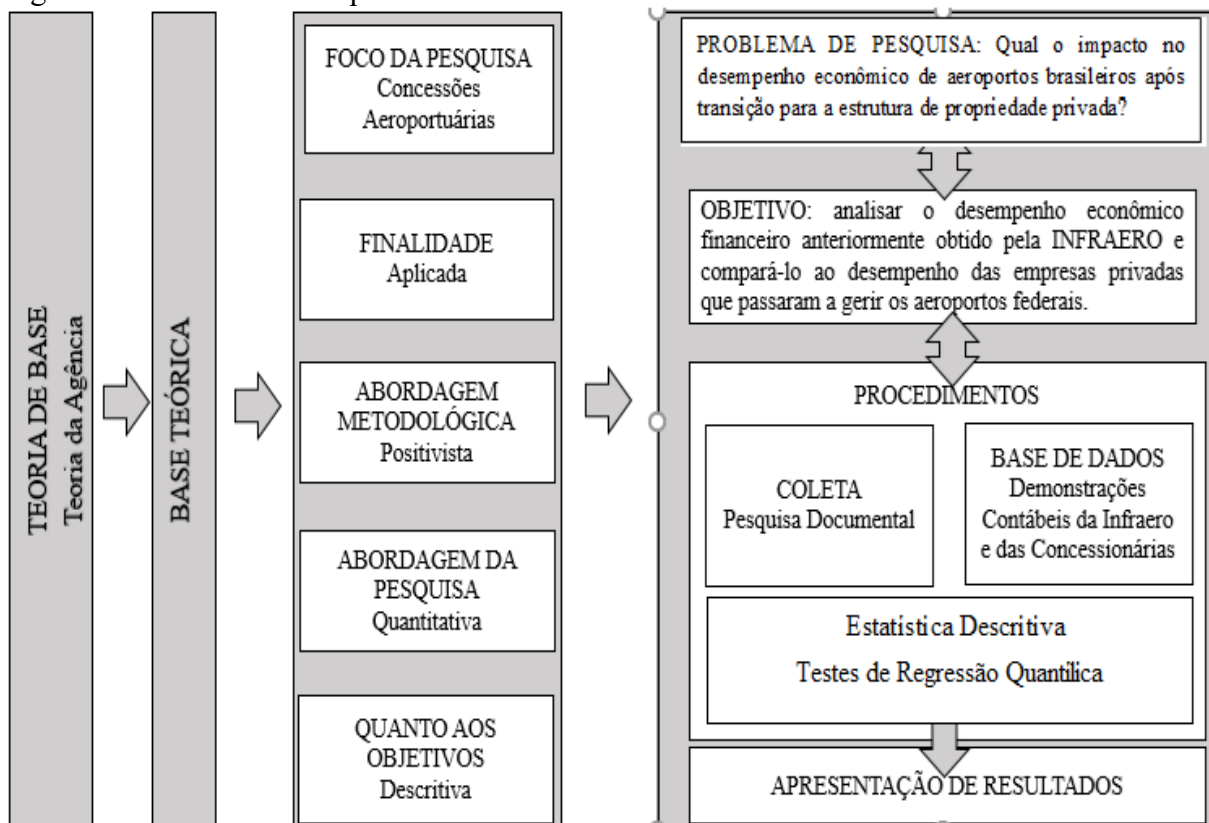 TEORIA DE BASE
Teoria da Agência
BASE TEÓRICA
FOCO DA PESQUISA
Concessões
Aeroportuárias
FINALIDADE
Aplicada
ABORDAGEM
METODOLÓGICA
Positivista
ABORDAGEM DA
PESQUISA
Quantitativa
QUANTO AOS
OBJETIVOS
Descritiva
PROBLEMA DE PESQUISA: Qual o impacto no
desempenho econômico de aeroportos brasileiros após
transição para a estrutura de propriedade privada?
OBJETIVO: analisar o desempenho econômico
financeiro anteriormente obtido pela INFRAERO e
compará-lo ao desempenho das empresas privadas
que passaram a gerir os aeroportos federais.
PROCEDIMENTOS
COLETA
Pesquisa Documental
BASE DE DADOS
Demonstrações
Contábeis da Infraero
e das Concessionárias
Estatística Descritiva
Testes de Regressão Quantílica
APRESENTAÇÃO DE RESULTADOS